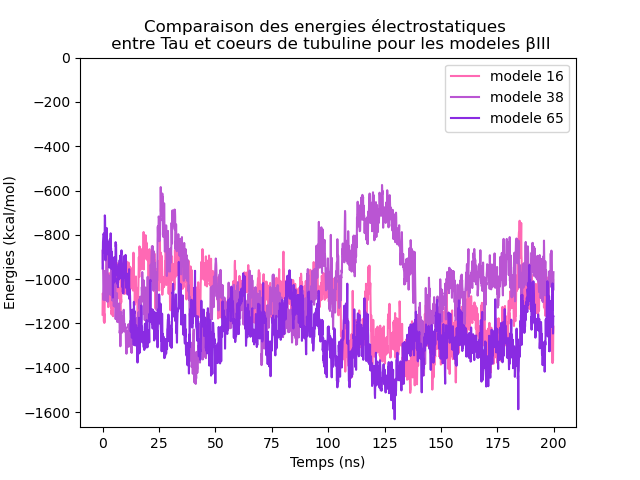 Comparaison des energies électrostatiques
entre Tau et coeurs de tubuline pour les modeles βIII
modele 16
modele 38
modele 65
Energies (kcal/mol)
0
−200
−400
−600
−800
−1000
−1200
−1400
−1600
0 25 50 75 100 125 150 175 200
Temps (ns)